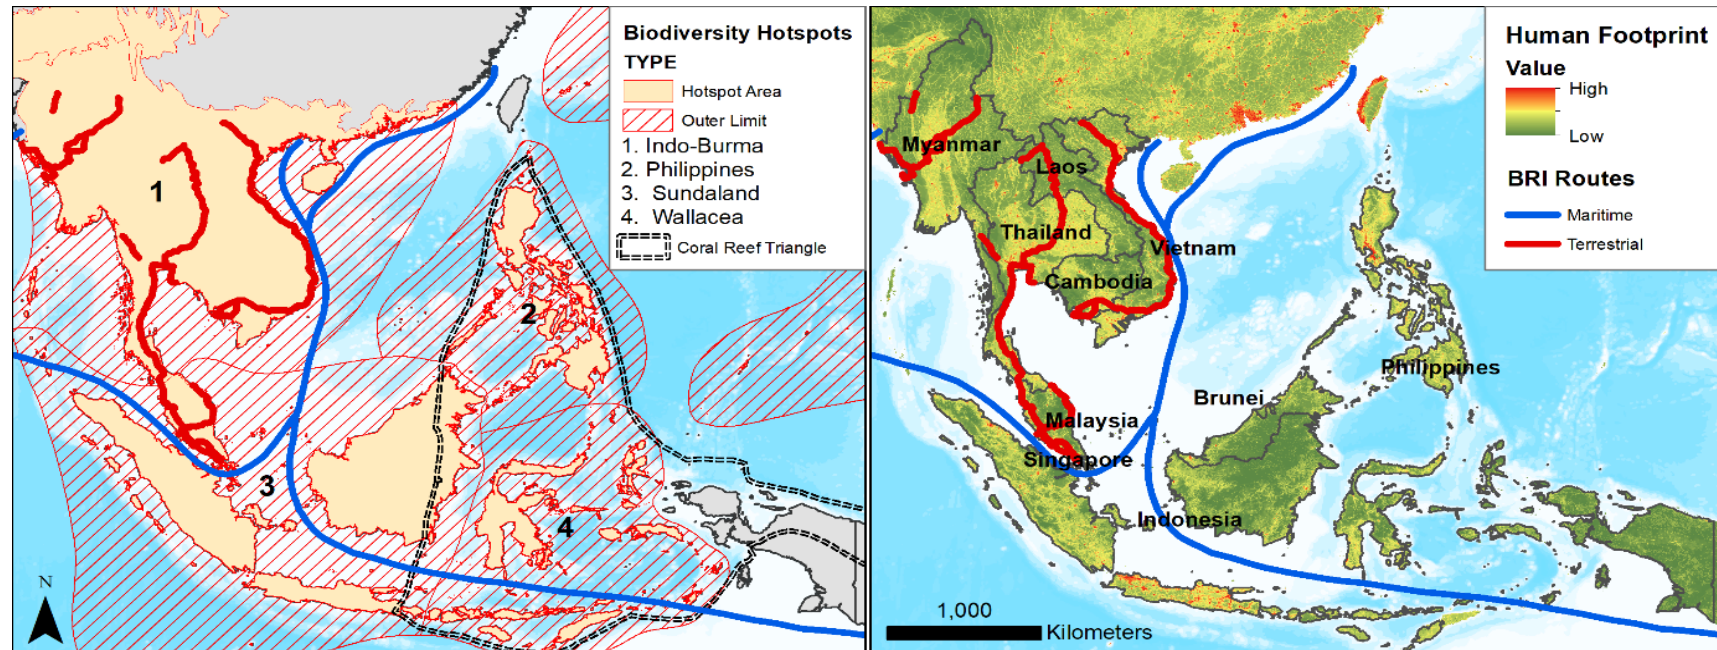 Biodiversity Hotspots
TYPE
Hotspot Area
Outer Limit
1. Indo-Burma
2. Philippines
3. Sundaland
4. Wallacea
Coral Reef Triangle
1
2
3
4
N
Human Footprint
Value
High
Low
BRI Routes
Maritime
Terrestrial
Myanmar
Laos
Thailand
Vietnam
Cambodia
Philippines
Brunei
Malaysia
Singapore
Indonesia
1,000
Kilometers